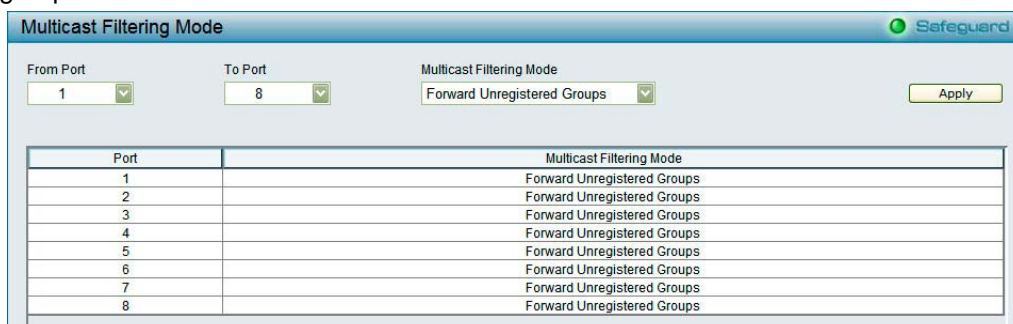 Multicast Filtering Mode Safeguard
From Port To Port Multicast Filtering Mode
1 8 Forward Unregistered Groups Apply
Port Multicast Filtering Mode
1 Forward Unregistered Groups
2 Forward Unregistered Groups
3 Forward Unregistered Groups
4 Forward Unregistered Groups
5 Forward Unregistered Groups
6 Forward Unregistered Groups
7 Forward Unregistered Groups
8 Forward Unregistered Groups